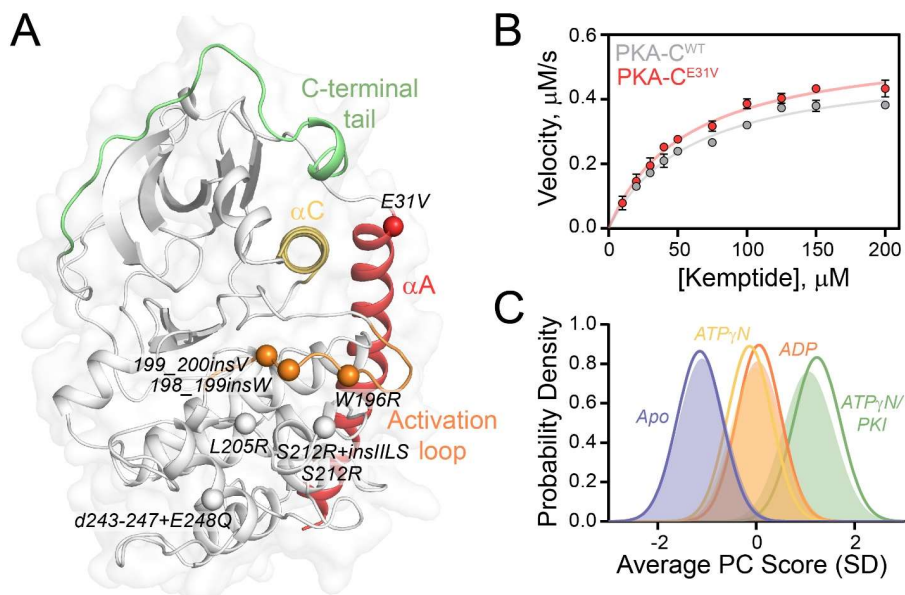 A
C-terminal
tail
E31V
αC
αA
199_200insV
198_199insW
W196R
Activation
loop
L205R
S212R+insIILS
S212R
d243-247+E248Q
B
PKA-C^WT
PKA-C^E31V
Velocity, μM/s
0.6
0.4
0.2
0.0
0 50 100 150 200
[Kemptide], μM
C
Probability Density
1.0
0.8
0.6
0.4
0.2
0.0
ATPγN
ADP
Apo
ATPγN/
PKI
-2 0 2
Average PC Score (SD)